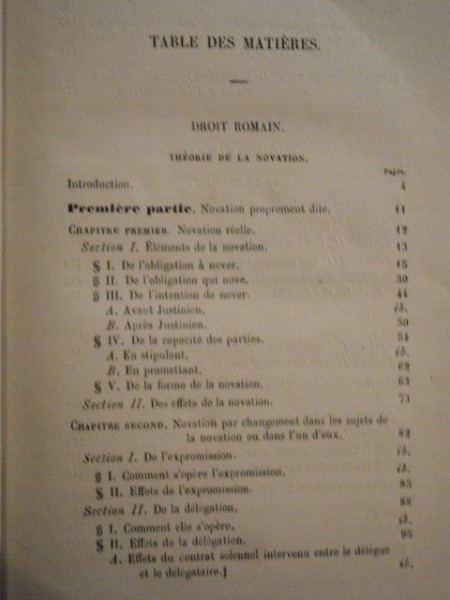 TABLE DES MATIÈRES.
DROIT ROMAIN.
THÉORIE DE LA NOVATION.
Pages.
Introduction. 4
Première partie. Novation proprement dite. 11
CHAPITRE PREMIER. Novation réelle. 12
Section I. Éléments de la novation. 13
§ I. De l'obligation à nover. 15
§ II. De l'obligation qui nove. 30
§ III. De l'intention de nover. 44
A. Avant Justinien. ib.
B. Après Justinien. 50
§ IV. De la capacité des parties. 54
A. En stipulant. ib.
B. En promettant. 62
§ V. De la forme de la novation. 63
Section II. Des effets de la novation. 73
CHAPITRE SECOND. Novation par changement dans les sujets de
la novation ou dans l'un d'eux. 82
Section I. De l'expromission. ib.
§ I. Comment s'opère l'expromission. ib.
§ II. Effets de l'expromission. 85
Section II. De la délégation. 88
§ I. Comment elle s'opère. ib.
§ II. Effets de la délégation. 95
A. Effets du contrat solennel intervenu entre le délégué
et le délégataire. ib.